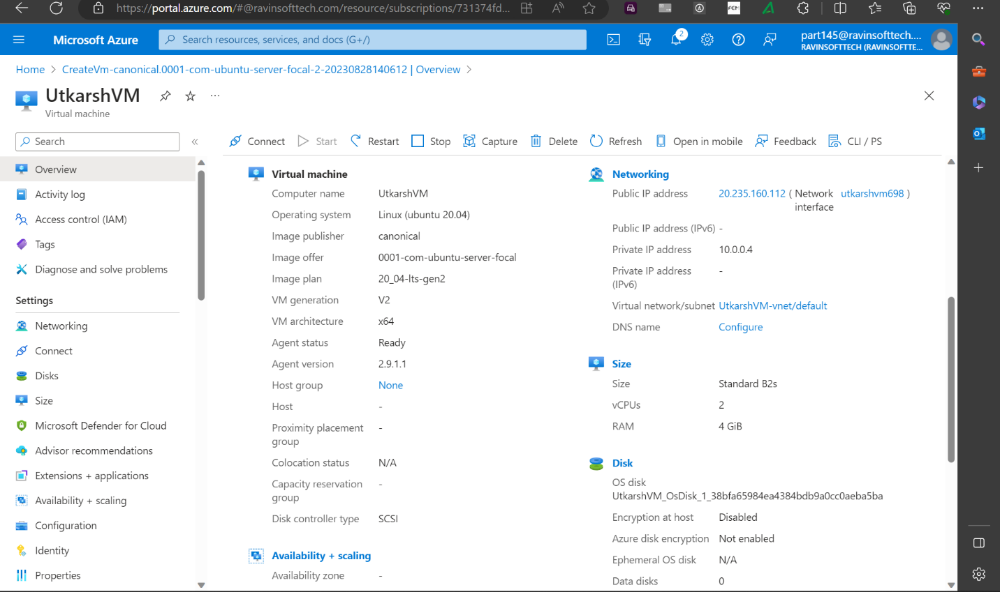 https://portal.azure.com/#@ravinsofttech.com/resource/subscriptions/731374fd...
Microsoft Azure
Search resources, services, and docs (G+/)
2
part145@ravinsofttech....
RAVINSOFTTECH (RAVINSOFTTE...
Home > CreateVm-canonical.0001-com-ubuntu-server-focal-2-20230828140612 | Overview >
UtkarshVM
...
Virtual machine
Search
«
Connect
Start
Restart
Stop
Capture
Delete
Refresh
Open in mobile
Feedback
CLI / PS
Overview
Activity log
Access control (IAM)
Tags
Diagnose and solve problems
Settings
Networking
Connect
Disks
Size
Microsoft Defender for Cloud
Advisor recommendations
Extensions + applications
Availability + scaling
Configuration
Identity
Properties
Virtual machine
Computer name UtkarshVM
Operating system Linux (ubuntu 20.04)
Image publisher canonical
Image offer 0001-com-ubuntu-server-focal
Image plan 20_04-lts-gen2
VM generation V2
VM architecture x64
Agent status Ready
Agent version 2.9.1.1
Host group None
Host -
Proximity placement -
group
Colocation status N/A
Capacity reservation -
group
Disk controller type SCSI
Availability + scaling
Availability zone -
Networking
Public IP address 20.235.160.112 ( Network utkarshvm698 )
interface
Public IP address (IPv6) -
Private IP address 10.0.0.4
Private IP address -
(IPv6)
Virtual network/subnet UtkarshVM-vnet/default
DNS name Configure
Size
Size Standard B2s
vCPUs 2
RAM 4 GiB
Disk
OS disk
UtkarshVM_OsDisk_1_38bfa65984ea4384bdb9a0cc0aeba5ba
Encryption at host Disabled
Azure disk encryption Not enabled
Ephemeral OS disk N/A
Data disks 0